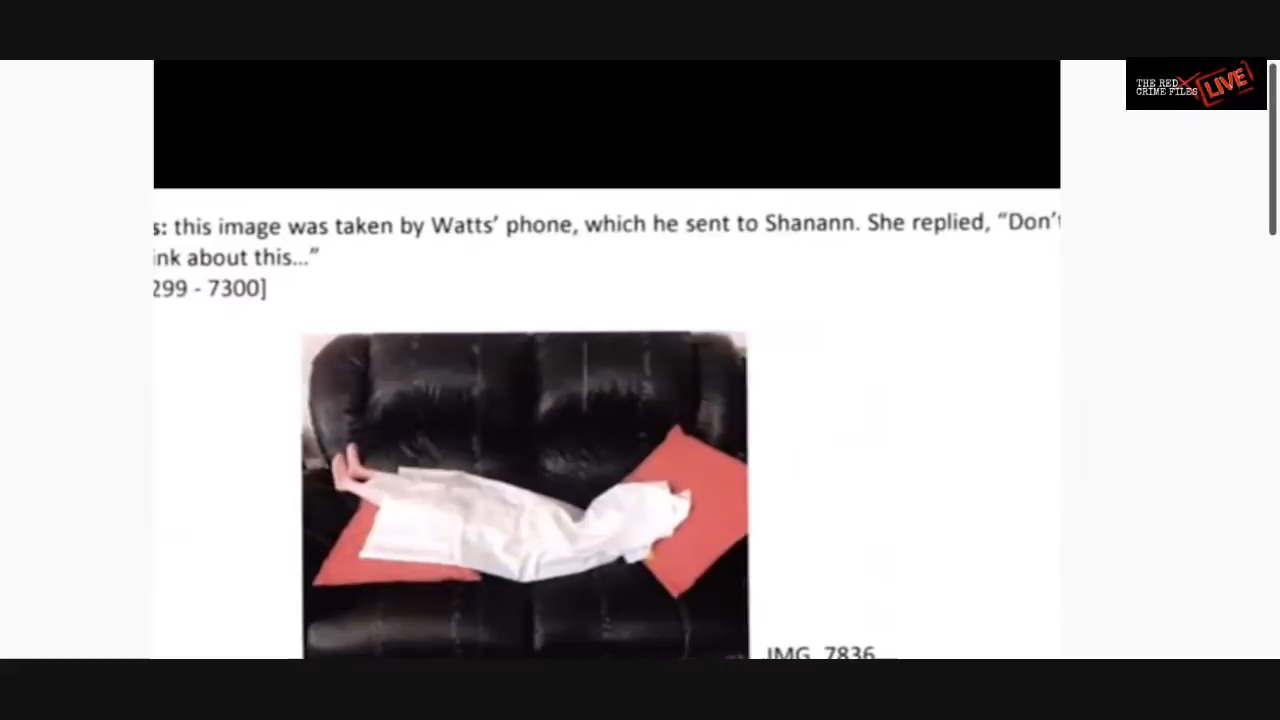 THE RED
CRIME FILES
LIVE
s: this image was taken by Watts’ phone, which he sent to Shanann. She replied, “Don’t
ink about this…”
299 - 7300]
IMG_7836